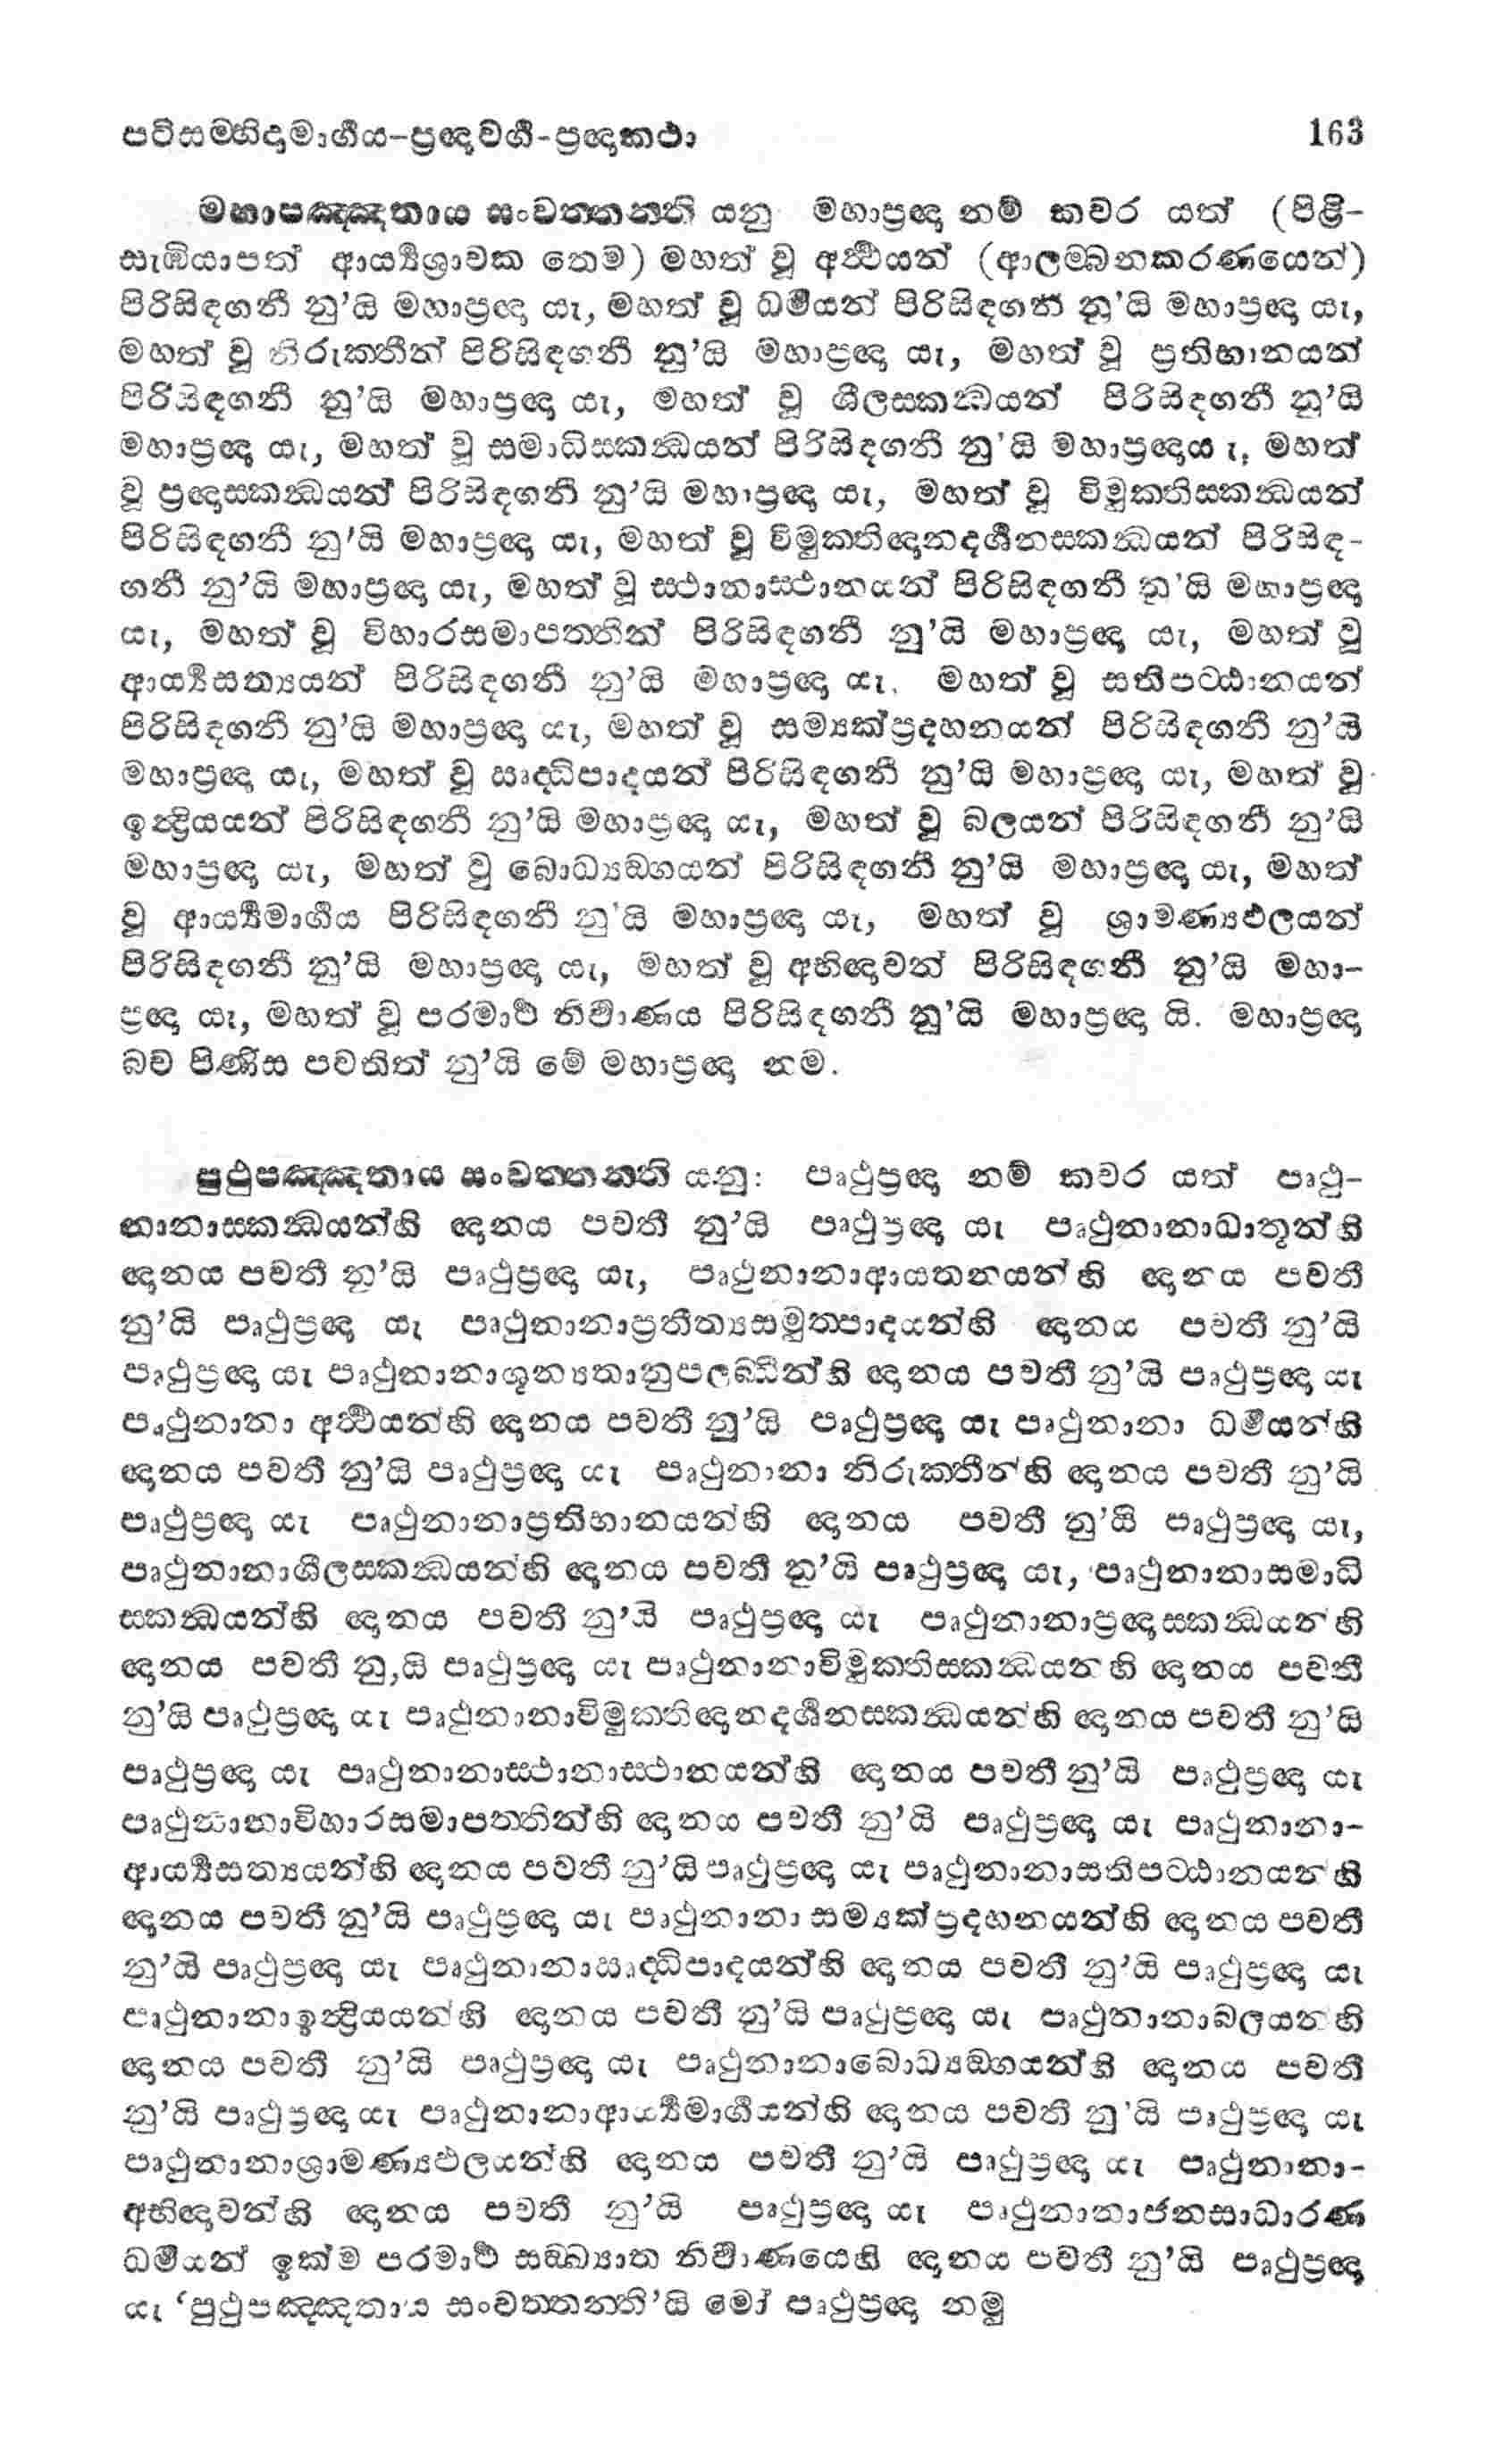 පටිසම්භිදාමාර්ගය-ප්‍රඥාවර්ග-ප්‍රඥාකථා 163
මහාපඤ්ඤතාය සංවත්තන්ති යනු මහාප්‍රඥා නම් කවර යත් (පිළි-
සැඹියාපත් ආර්‍ය්‍යශ්‍රාවක තෙම) මහත් වූ අර්ත්‍ථයන් (ආලම්බනකරණයෙන්)
පිරිසිඳගනී නු’යි මහාප්‍රඥා යැ, මහත් වූ ධර්මයන් පිරිසිඳගනී නු’යි මහාප්‍රඥා යැ,
මහත් වූ නිරුක්තීන් පිරිසිඳගනී නු’යි මහාප්‍රඥා යැ, මහත් වූ ප්‍රතිභානයන්
පිරිසිඳගනී නු’යි මහාප්‍රඥා යැ, මහත් වූ ශීලස්කන්‍ධයන් පිරිසිදගනී නු’යි
මහාප්‍රඥා යැ, මහත් වූ සමාධිස්කන්‍ධයන් පිරිසිදගනී නු’යි මහාප්‍රඥාය ැ, මහත්
වූ ප්‍රඥාස්කන්‍ධයන් පිරිසිඳගනී නු’යි මහාප්‍රඥා යැ, මහත් වූ විමුක්තිස්කන්‍ධයන්
පිරිසිඳගනී නු’යි මහාප්‍රඥා යැ, මහත් වූ විමුක්තිඥානදර්ශනස්කන්‍ධයන් පිරිසිඳ-
ගනී නු’යි මහාප්‍රඥා යැ, මහත් වූ ස්ථානාස්ථානයන් පිරිසිඳගනී නු’යි මහාප්‍රඥා
යැ, මහත් වූ විහාරසමාපත්තීන් පිරිසිඳගනී නු’යි මහාප්‍රඥා යැ, මහත් වූ
ආර්‍ය්‍යසත්‍යයන් පිරිසිඳගනී නු’යි මහාප්‍රඥා යැ, මහත් වූ සතිපට්ඨානයන්
පිරිසිදගනී නු’යි මහාප්‍රඥා යැ, මහත් වූ සම්‍යක්ප්‍රදහනයන් පිරිසිඳගනී නු’යි
මහාප්‍රඥා යැ, මහත් වූ ඍද්ධිපාදයන් පිරිසිඳගනී නු’යි මහාප්‍රඥා යැ, මහත් වූ
ඉන්‍ද්‍රියයන් පිරිසිඳගනී නු’යි මහාප්‍රඥා යැ, මහත් වූ බලයන් පිරිසිඳගනී නු’යි
මහාප්‍රඥා යැ, මහත් වූ බොධ්‍යඞ්ගයන් පිරිසිඳගනී නු’යි මහාප්‍රඥා යැ, මහත්
වූ ආර්‍ය්‍යමාර්ගය පිරිසිඳගනී නු’යි මහාප්‍රඥා යැ, මහත් වූ ශ්‍රාමණ්‍යඵලයන්
පිරිසිදගනී නු’යි මහාප්‍රඥා යැ, මහත් වූ අභිඥාවන් පිරිසිඳගනී නු’යි මහා-
ප්‍රඥා යැ, මහත් වූ පරමාර්ථ නිර්වාණය පිරිසිඳගනී නු’යි මහාප්‍රඥා යි. මහාප්‍රඥා
බව පිණිස පවතිත් නු’යි මේ මහාප්‍රඥා නම.
පුථුපඤ්ඤතාය සංවත්තන්ති යනු: පෘථුප්‍රඥා නම් කවර යත් පෘථු-
නානාස්කන්‍ධයන්හි ඥානය පවතී නු’යි පෘථුප්‍රඥා යැ පෘථුනානාධාතූන්හි
ඥානය පවතී නු’යි පෘථුප්‍රඥා යැ, පෘථුනානාආයතනයන්හි ඥානය පවතී
නු’යි පෘථුප්‍රඥා යැ පෘථුනානාප්‍රතීත්‍යසමුත්පාදයන්හි ඥානය පවතී නු’යි
පෘථුප්‍රඥා යැ පෘථුනානාශූන්‍යතානුපලබ්ධීන්හි ඥානය පවතී නු’යි පෘථුප්‍රඥා යැ
පෘථුනානා අර්ත්‍ථයන්හි ඥානය පවතී නු’යි පෘථුප්‍රඥා යැ පෘථුනානා ධර්මයන්හි
ඥානය පවතී නු’යි පෘථුප්‍රඥා යැ පෘථුනානා නිරුක්තීන්හි ඥානය පවතී නු’යි
පෘථුප්‍රඥා යැ පෘථුනානාප්‍රතිභානයන්හි ඥානය පවතී නු’යි පෘථුප්‍රඥා යැ,
පෘථුනානාශීලස්කන්‍ධයන්හි ඥානය පවතී නු’යි පෘථුප්‍රඥා යැ, පෘථුනානාසමාධි
ස්කන්‍ධයන්හි ඥානය පවතී නු’යි පෘථුප්‍රඥා යැ පෘථුනානාප්‍රඥාස්කන්‍ධයන්හි
ඥානය පවතී නු,යි පෘථුප්‍රඥා යැ පෘථුනානාවිමුක්තිස්කන්‍ධයන්හි ඥානය පවතී
නු’යි පෘථුප්‍රඥා යැ පෘථුනානාවිමුක්තිඥානදර්ශනස්කන්‍ධයන්හි ඥානය පවතී නු’යි
පෘථුප්‍රඥා යැ පෘථුනානාස්ථානාස්ථානයන්හි ඥානය පවතී නු’යි පෘථුප්‍රඥා යැ
පෘථුනානාවිහාරසමාපත්තීන්හි ඥානය පවතී නු’යි පෘථුප්‍රඥා යැ පෘථුනානා-
ආර්‍ය්‍යසත්‍යයන්හි ඥානය පවතී නු’යි පෘථුප්‍රඥා යැ පෘථුනානාසතිපට්ඨානයන්හි
ඥානය පවතී නු’යි පෘථුප්‍රඥා යැ පෘථුනානා සම්‍යක්ප්‍රදහනයන්හි ඥානය පවතී
නු’යි පෘථුප්‍රඥා යැ පෘථුනානාඍද්ධිපාදයන්හි ඥානය පවතී නු’යි පෘථුප්‍රඥා යැ
පෘථුනානාඉන්‍ද්‍රියයන්හි ඥානය පවතී නු’යි පෘථුප්‍රඥා යැ පෘථුනානාබලයන්හි
ඥානය පවතී නු’යි පෘථුප්‍රඥා යැ පෘථුනානාබොධ්‍යඞ්ගයන්හි ඥානය පවතී
නු’යි පෘථුප්‍රඥා යැ පෘථුනානාආර්‍ය්‍යමාර්ගයන්හි ඥානය පවතී නු’යි පෘථුප්‍රඥා යැ
පෘථුනානාශ්‍රාමණ්‍යඵලයන්හි ඥානය පවතී නු’යි පෘථුප්‍රඥා යැ පෘථුනානා-
අභිඥාවන්හි ඥානය පවතී නු’යි පෘථුප්‍රඥා යැ පෘථුනානාජනසාධාරණ
ධර්මයන් ඉක්ම පරමාර්ථ සඞ්ඛ්‍යාත නිර්වාණයෙහි ඥානය පවතී නු’යි පෘථුප්‍රඥා
යැ ‘පුථුපඤ්ඤතාය සංවත්තන්ති’යි මෝ පෘථුප්‍රඥා නමු